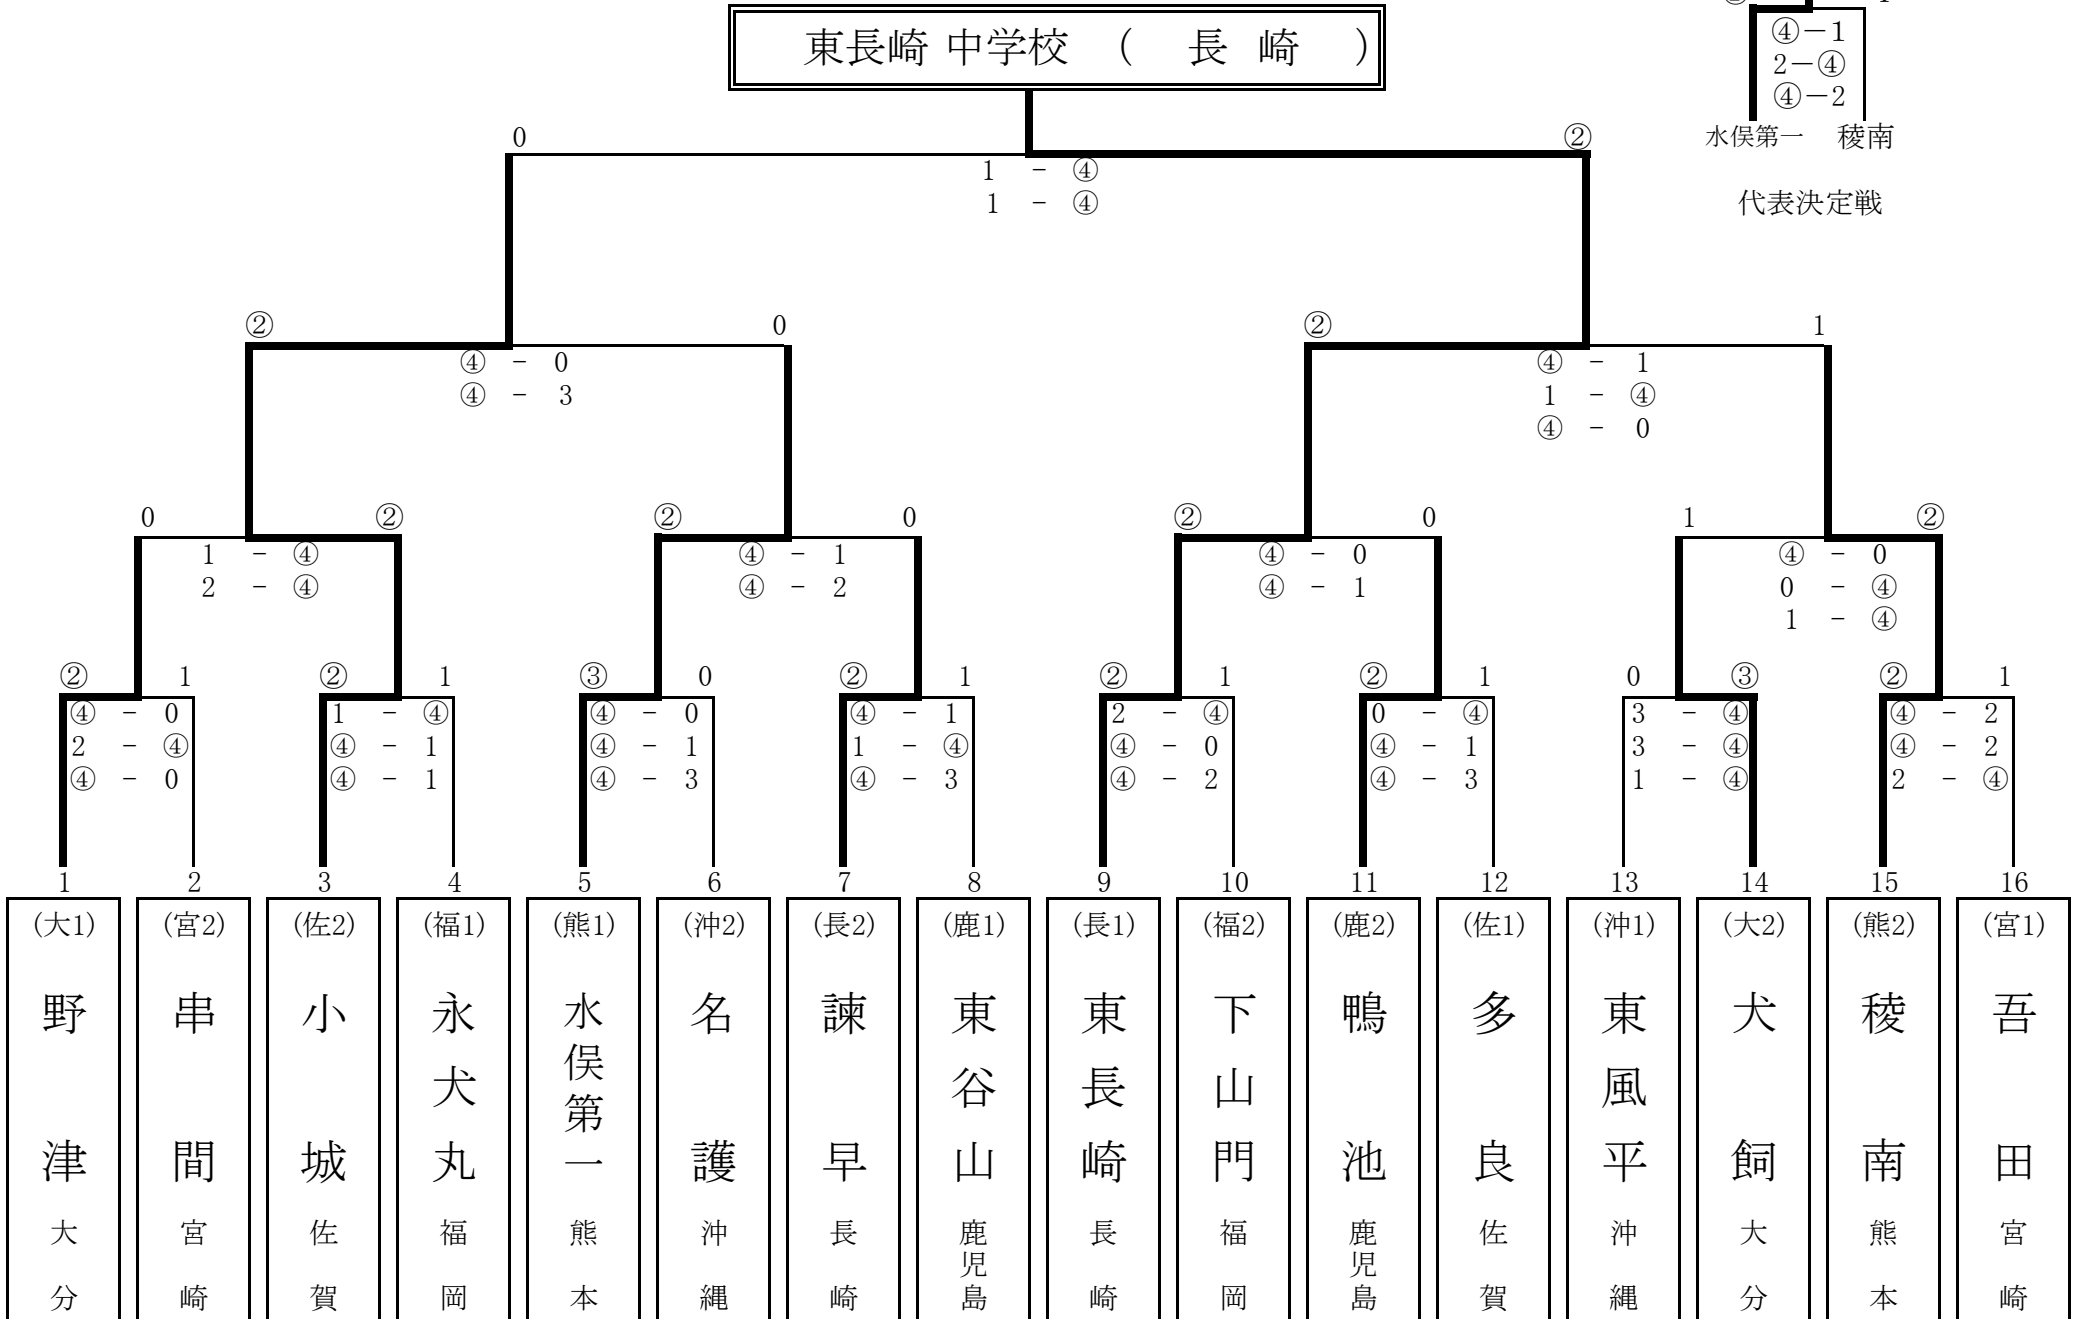 東長崎 中学校 （ 長 崎 ）
④－1
2－④
④－2
水俣第一 稜南
代表決定戦
0 ②
1 - ④
1 - ④
② 0 ② 1
④ - 0 ④ - 1
④ - 3 1 - ④
④ - 0
0 ② ② 0 ② 0 1 ②
1 - ④ ④ - 1 ④ - 0 ④ - 0
2 - ④ ④ - 2 ④ - 1 0 - ④
1 - ④
② 1 ② 1 ③ 0 ② 1 ② 1 ② 1 0 ③ ② 1
④ - 0 1 - ④ ④ - 0 ④ - 1 2 - ④ 0 - ④ 3 - ④ ④ - 2
2 - ④ ④ - 1 ④ - 1 1 - ④ ④ - 0 ④ - 1 3 - ④ ④ - 2
④ - 0 ④ - 1 ④ - 3 ④ - 3 ④ - 2 ④ - 3 1 - ④ 2 - ④
1 2 3 4 5 6 7 8 9 10 11 12 13 14 15 16
(大1) (宮2) (佐2) (福1) (熊1) (沖2) (長2) (鹿1) (長1) (福2) (鹿2) (佐1) (沖1) (大2) (熊2) (宮1)
野津 串間 小城 永犬丸 水俣第一 名護 諫早 東谷山 東長崎 下山門 鴨池 多良 東風平 犬飼 稜南 吾田
大分 宮崎 佐賀 福岡 熊本 沖縄 長崎 鹿児島 長崎 福岡 鹿児島 佐賀 沖縄 大分 熊本 宮崎